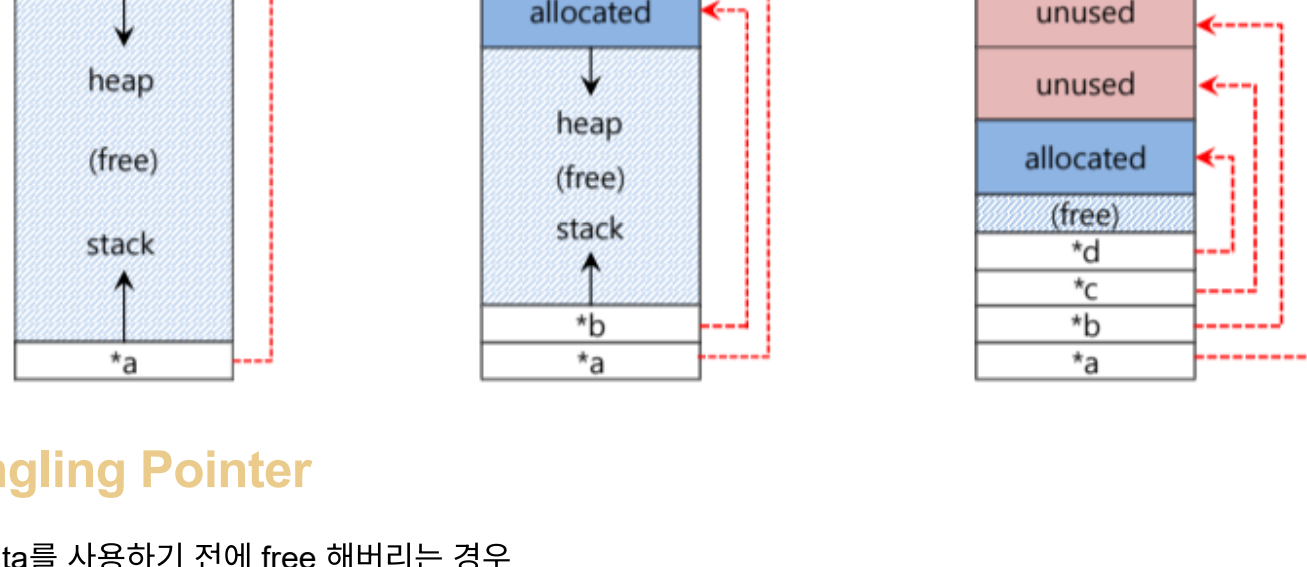 heap
(free)
stack
*a
allocated
heap
(free)
stack
*b
*a
unused
unused
allocated
(free)
*d
*c
*b
*a
ngling Pointer
ta를 사용하기 전에 free 해버리는 경우